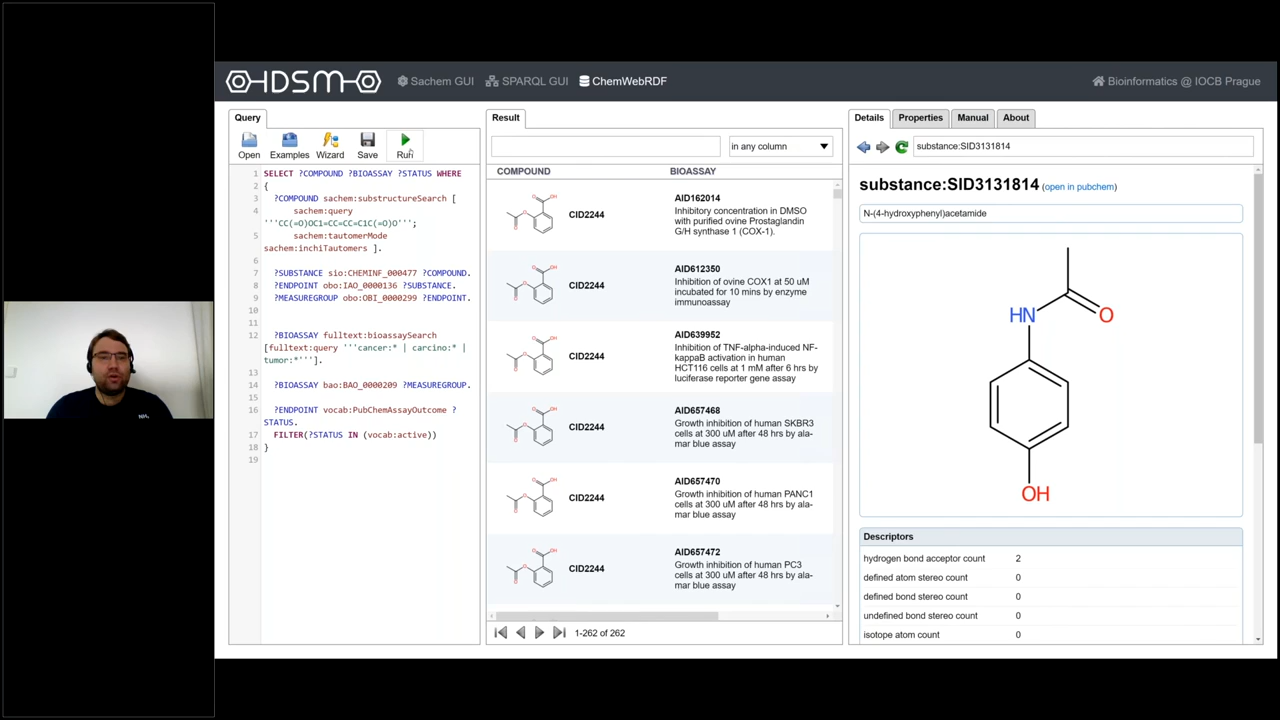 IDSM
Sachem GUI
SPARQL GUI
ChemWebRDF
Bioinformatics @ IOCB Prague
Query
Open
Examples
Wizard
Save
Run
1 SELECT ?COMPOUND ?BIOASSAY ?STATUS WHERE
2 {
3 ?COMPOUND sachem:substructureSearch [
4 sachem:query
'''CC(=O)OC1=CC=CC=C1C(=O)O''';
5 sachem:tautomerMode
sachem:inchiTautomers ].
6
7 ?SUBSTANCE sio:CHEMINF_000477 ?COMPOUND.
8 ?ENDPOINT obo:IAO_0000136 ?SUBSTANCE.
9 ?MEASUREGROUP obo:OBI_0000299 ?ENDPOINT.
10
11
12 ?BIOASSAY fulltext:bioassaySearch
[fulltext:query '''cancer:* | carcino:* |
tumor:*'''].
13
14 ?BIOASSAY bao:BAO_0000209 ?MEASUREGROUP.
15
16 ?ENDPOINT vocab:PubChemAssayOutcome ?
STATUS.
17 FILTER(?STATUS IN (vocab:active))
18 }
19
Result
in any column
COMPOUND
BIOASSAY
CID2244
AID162014
Inhibitory concentration in DMSO
with purified ovine Prostaglandin
G/H synthase 1 (COX-1).
CID2244
AID612350
Inhibition of ovine COX1 at 50 uM
incubated for 10 mins by enzyme
immunoassay
CID2244
AID639952
Inhibition of TNF-alpha-induced NF-
kappaB activation in human
HCT116 cells at 1 mM after 6 hrs by
luciferase reporter gene assay
CID2244
AID657468
Growth inhibition of human SKBR3
cells at 300 uM after 48 hrs by ala-
mar blue assay
CID2244
AID657470
Growth inhibition of human PANC1
cells at 300 uM after 48 hrs by ala-
mar blue assay
CID2244
AID657472
Growth inhibition of human PC3
cells at 300 uM after 48 hrs by ala-
mar blue assay
1-262 of 262
Details
Properties
Manual
About
substance:SID3131814
substance:SID3131814 (open in pubchem)
N-(4-hydroxyphenyl)acetamide
HN
O
OH
Descriptors
hydrogen bond acceptor count 2
defined atom stereo count 0
defined bond stereo count 0
undefined bond stereo count 0
isotope atom count 0